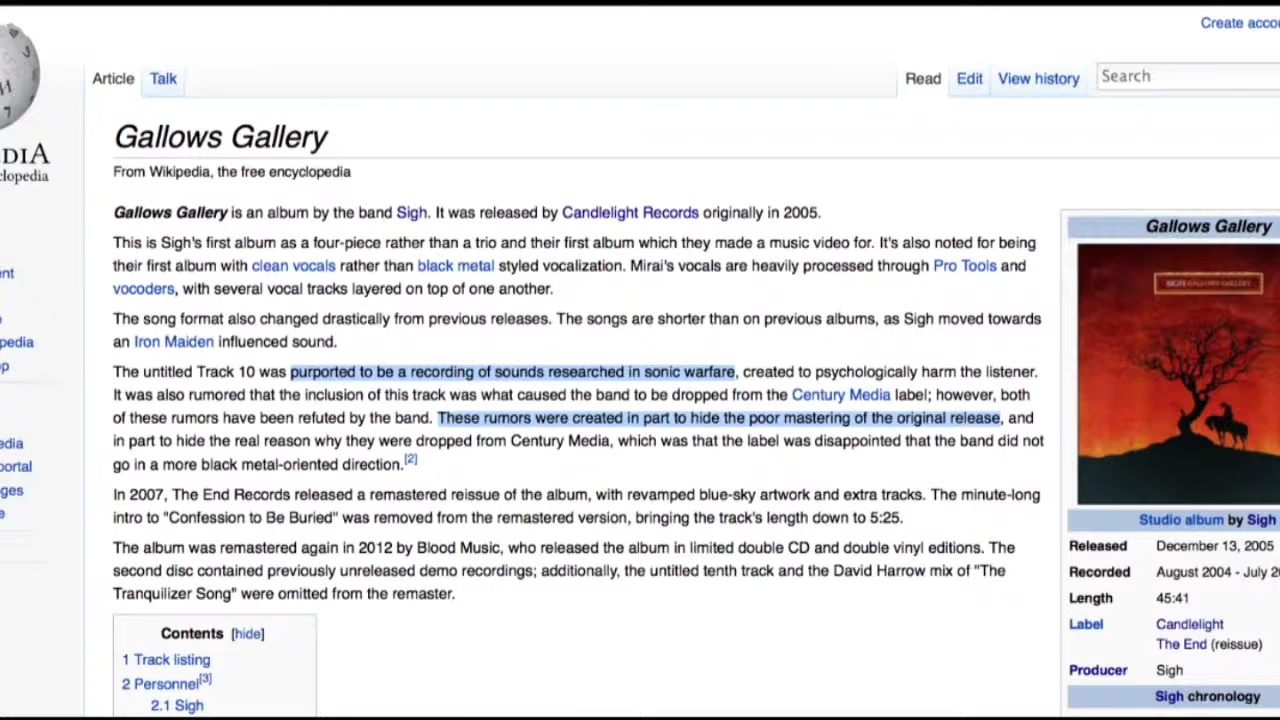 Create
Article Talk Read Edit View history Search
Gallows Gallery
From Wikipedia, the free encyclopedia
Gallows Gallery is an album by the band Sigh. It was released by Candlelight Records originally in 2005.
This is Sigh's first album as a four-piece rather than a trio and their first album which they made a music video for. It's also noted for being
their first album with clean vocals rather than black metal styled vocalization. Mirai's vocals are heavily processed through Pro Tools and
vocoders, with several vocal tracks layered on top of one another.
The song format also changed drastically from previous releases. The songs are shorter than on previous albums, as Sigh moved towards
an Iron Maiden influenced sound.
The untitled Track 10 was purported to be a recording of sounds researched in sonic warfare, created to psychologically harm the listener.
It was also rumored that the inclusion of this track was what caused the band to be dropped from the Century Media label; however, both
of these rumors have been refuted by the band. These rumors were created in part to hide the poor mastering of the original release, and
in part to hide the real reason why they were dropped from Century Media, which was that the label was disappointed that the band did not
go in a more black metal-oriented direction.[2]
In 2007, The End Records released a remastered reissue of the album, with revamped blue-sky artwork and extra tracks. The minute-long
intro to "Confession to Be Buried" was removed from the remastered version, bringing the track's length down to 5:25.
The album was remastered again in 2012 by Blood Music, who released the album in limited double CD and double vinyl editions. The
second disc contained previously unreleased demo recordings; additionally, the untitled tenth track and the David Harrow mix of "The
Tranquilizer Song" were omitted from the remaster.
Contents [hide]
1 Track listing
2 Personnel[3]
2.1 Sigh
Gallows Gallery
SIGH GALLOWS GALLERY
Studio album by Sigh
Released December 13, 2005
Recorded August 2004 - July
Length 45:41
Label Candlelight
The End (reissue)
Producer Sigh
Sigh chronology